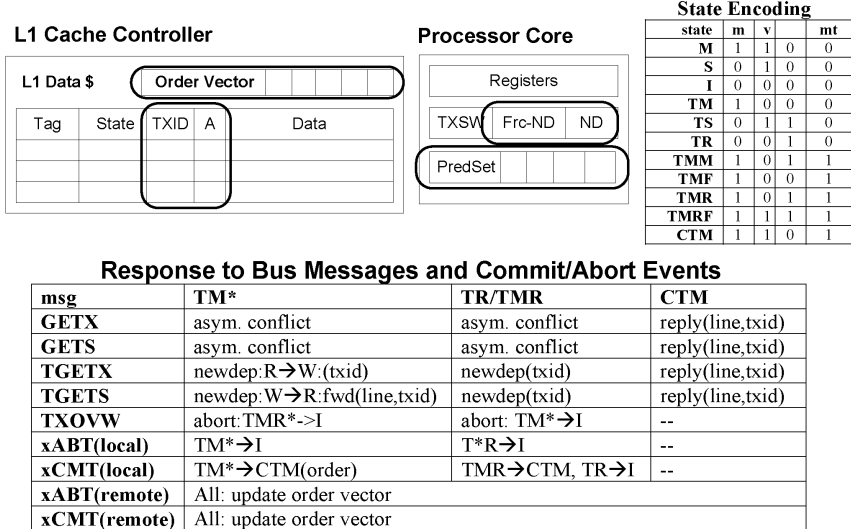 State Encoding
L1 Cache Controller
Processor Core
L1 Data $
Order Vector
Tag State TXID A Data
Registers
TXSW Frc-ND ND
PredSet
state m v mt
M 1 1 0 0
S 0 1 0 0
I 0 0 0 0
TM 1 0 0 0
TS 0 1 1 0
TR 0 0 1 0
TMM 1 0 1 1
TMF 1 0 0 1
TMR 1 0 1 1
TMRF 1 1 1 1
CTM 1 1 0 1
Response to Bus Messages and Commit/Abort Events
msg TM* TR/TMR CTM
GETX asym. conflict asym. conflict reply(line,txid)
GETS asym. conflict asym. conflict reply(line,txid)
TGETX newdep:R→W:(txid) newdep(txid) reply(line,txid)
TGETS newdep:W→R:fwd(line,txid) newdep(txid) reply(line,txid)
TXOVW abort:TMR*->I abort: TM*→I --
xABT(local) TM*→I T*R→I --
xCMT(local) TM*→CTM(order) TMR→CTM, TR→I --
xABT(remote) All: update order vector
xCMT(remote) All: update order vector